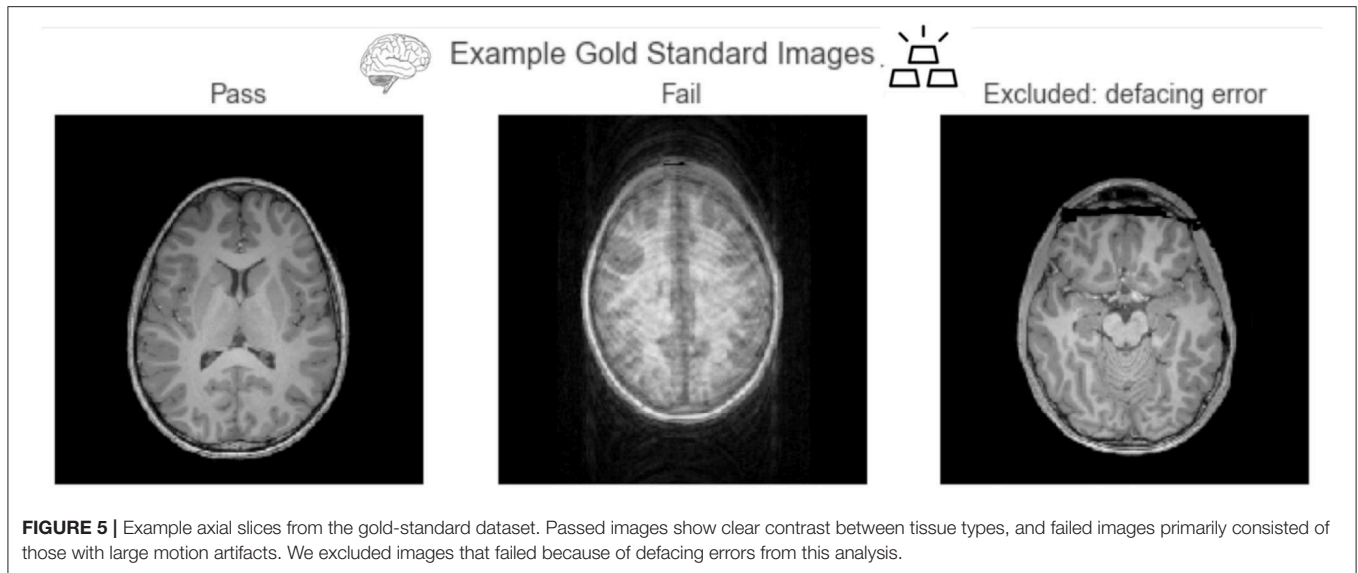 Example Gold Standard Images
Pass
Fail
Excluded: defacing error
FIGURE 5 | Example axial slices from the gold-standard dataset. Passed images show clear contrast between tissue types, and failed images primarily consisted of
those with large motion artifacts. We excluded images that failed because of defacing errors from this analysis.